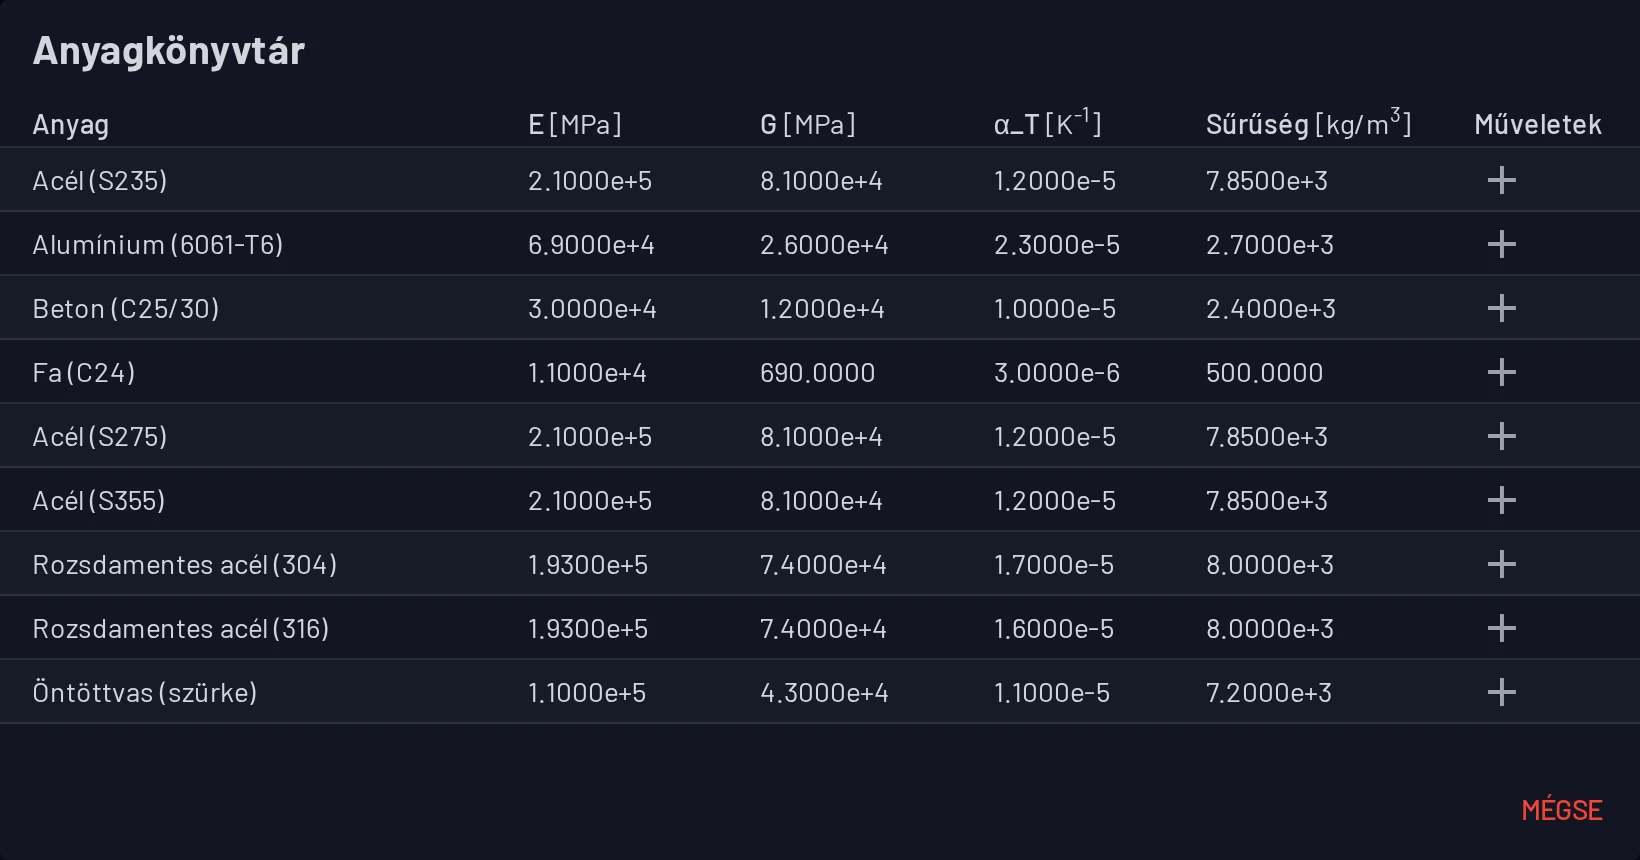 Anyagkönyvtár
Anyag E [MPa] G [MPa] α_T [K⁻¹] Sűrűség [kg/m³] Műveletek
Acél (S235) 2.1000e+5 8.1000e+4 1.2000e-5 7.8500e+3
Alumínium (6061-T6) 6.9000e+4 2.6000e+4 2.3000e-5 2.7000e+3
Beton (C25/30) 3.0000e+4 1.2000e+4 1.0000e-5 2.4000e+3
Fa (C24) 1.1000e+4 690.0000 3.0000e-6 500.0000
Acél (S275) 2.1000e+5 8.1000e+4 1.2000e-5 7.8500e+3
Acél (S355) 2.1000e+5 8.1000e+4 1.2000e-5 7.8500e+3
Rozsdamentes acél (304) 1.9300e+5 7.4000e+4 1.7000e-5 8.0000e+3
Rozsdamentes acél (316) 1.9300e+5 7.4000e+4 1.6000e-5 8.0000e+3
Öntöttvas (szürke) 1.1000e+5 4.3000e+4 1.1000e-5 7.2000e+3
MÉGSE